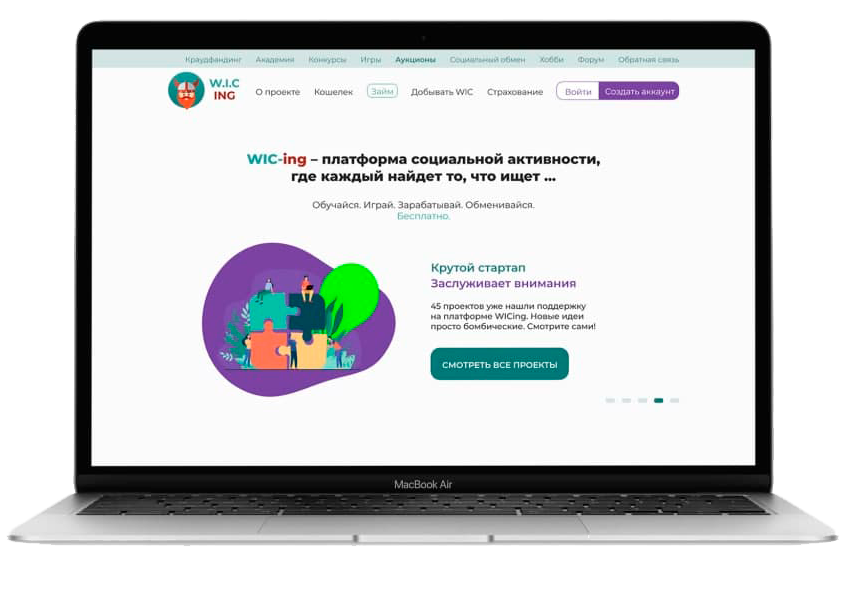 Краудфандинг Академия Конкурсы Игры Аукционы Социальный обмен Хобби Форум Обратная связь
W.I.C
ING
О проекте Кошелек Займ Добывать WIC Страхование Войти Создать аккаунт
WIC-ing – платформа социальной активности,
где каждый найдет то, что ищет ...
Обучайся. Играй. Зарабатывай. Обменивайся.
Бесплатно.
Крутой стартап
Заслуживает внимания
45 проектов уже нашли поддержку
на платформе WICing. Новые идеи
просто бомбические. Смотрите сами!
СМОТРЕТЬ ВСЕ ПРОЕКТЫ
MacBook Air